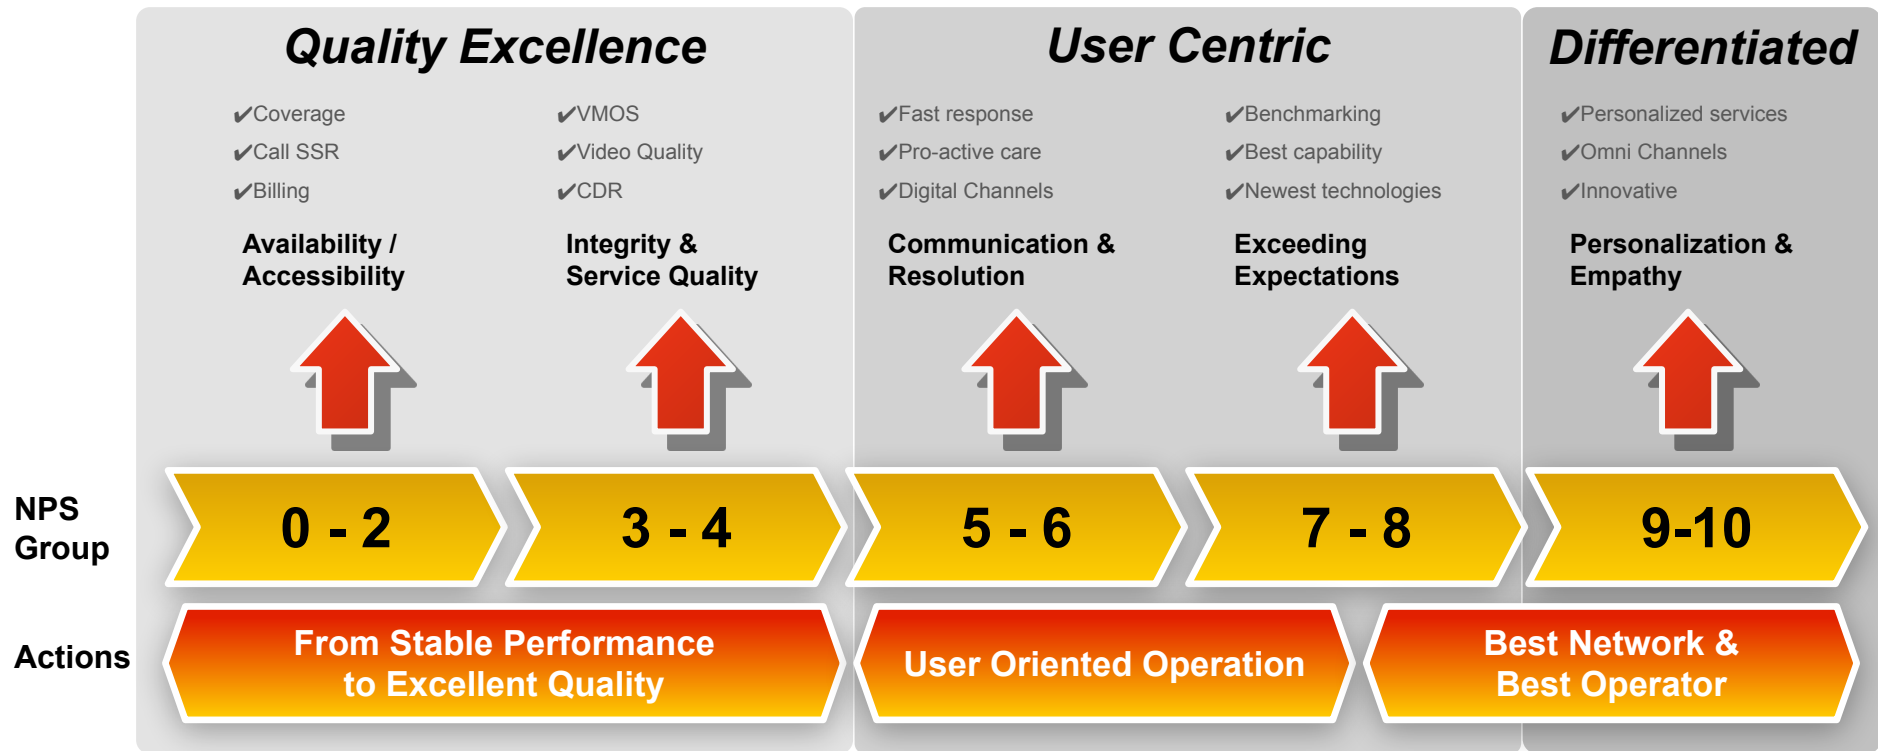 Quality Excellence
User Centric
Differentiated
✔Coverage
✔Call SSR
✔Billing
✔VMOS
✔Video Quality
✔CDR
✔Fast response
✔Pro-active care
✔Digital Channels
✔Benchmarking
✔Best capability
✔Newest technologies
✔Personalized services
✔Omni Channels
✔Innovative
Availability /
Accessibility
Integrity &
Service Quality
Communication &
Resolution
Exceeding
Expectations
Personalization &
Empathy
NPS
Group
0 - 2
3 - 4
5 - 6
7 - 8
9-10
Actions
From Stable Performance
to Excellent Quality
User Oriented Operation
Best Network &
Best Operator